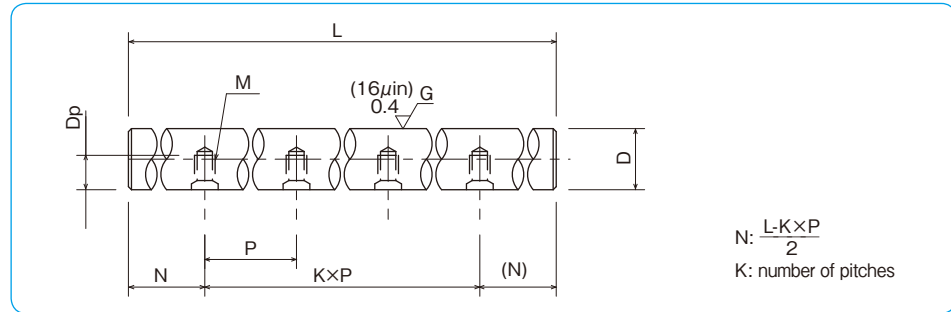 L
M
(16μin)
0.4 G
Dp
D
P
N
K×P
(N)
N: L-K×P
2
K: number of pitches